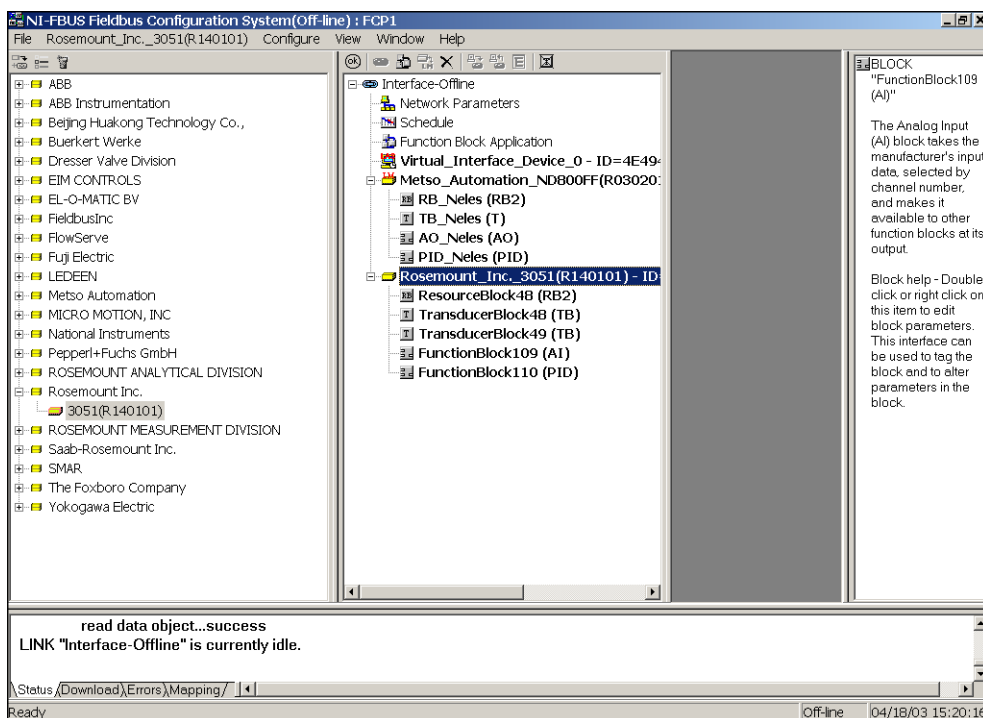 NI-FBUS Fieldbus Configuration System(Off-line) : FCP1
File Rosemount_Inc._3051(R140101) Configure View Window Help
ABB
ABB Instrumentation
Beijing Huakong Technology Co.,
Buerkert Werke
Dresser Valve Division
EIM CONTROLS
EL-O-MATIC BV
FieldbusInc
FlowServe
Fuji Electric
LEDEEN
Metso Automation
MICRO MOTION, INC
National Instruments
Pepperl+Fuchs GmbH
ROSEMOUNT ANALYTICAL DIVISION
Rosemount Inc.
3051(R140101)
ROSEMOUNT MEASUREMENT DIVISION
Saab-Rosemount Inc.
SMAR
The Foxboro Company
Yokogawa Electric
Interface-Offline
Network Parameters
Schedule
Function Block Application
Virtual_Interface_Device_0 - ID=4E494
Metso_Automation_ND800FF(R030201
RB_Neles (RB2)
TB_Neles (T)
AO_Neles (AO)
PID_Neles (PID)
Rosemount_Inc._3051(R140101) - ID=
ResourceBlock48 (RB2)
TransducerBlock48 (TB)
TransducerBlock49 (TB)
FunctionBlock109 (AI)
FunctionBlock110 (PID)
BLOCK
"FunctionBlock109
(AI)"
The Analog Input
(AI) block takes the
manufacturer's input
data, selected by
channel number,
and makes it
available to other
function blocks at its
output.
Block help - Double
click or right click on
this item to edit
block parameters.
This interface can
be used to tag the
block and to alter
parameters in the
block.
read data object...success
LINK "Interface-Offline" is currently idle.
Status Download Errors Mapping
Ready Off-line 04/18/03 15:20:16